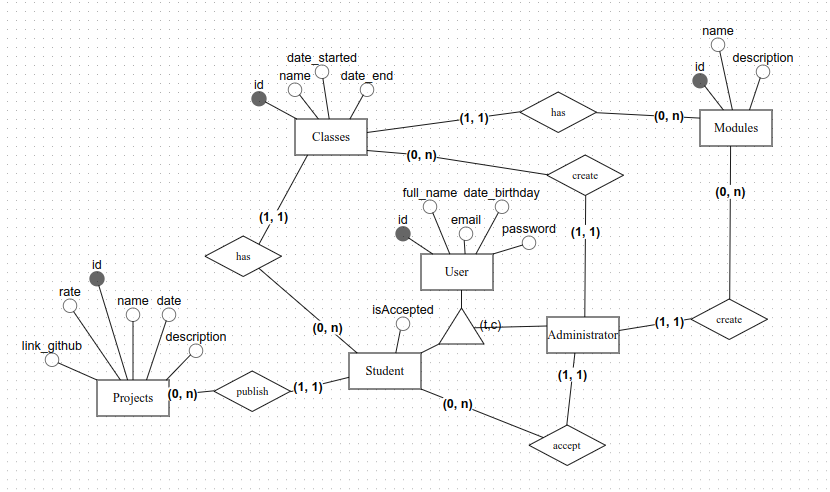 name
date_started
description
name
date_end
id
id
has
(1, 1)
(0, n)
Modules
Classes
(0, n)
create
full_name
date_birthday
(0, n)
id
email
(1, 1)
password
(1, 1)
has
id
User
rate
name
date
isAccepted
(t,c)
(1, 1)
create
(0, n)
Administrator
description
link_github
Student
(1, 1)
Projects
(0, n)
publish
(1, 1)
(0, n)
accept